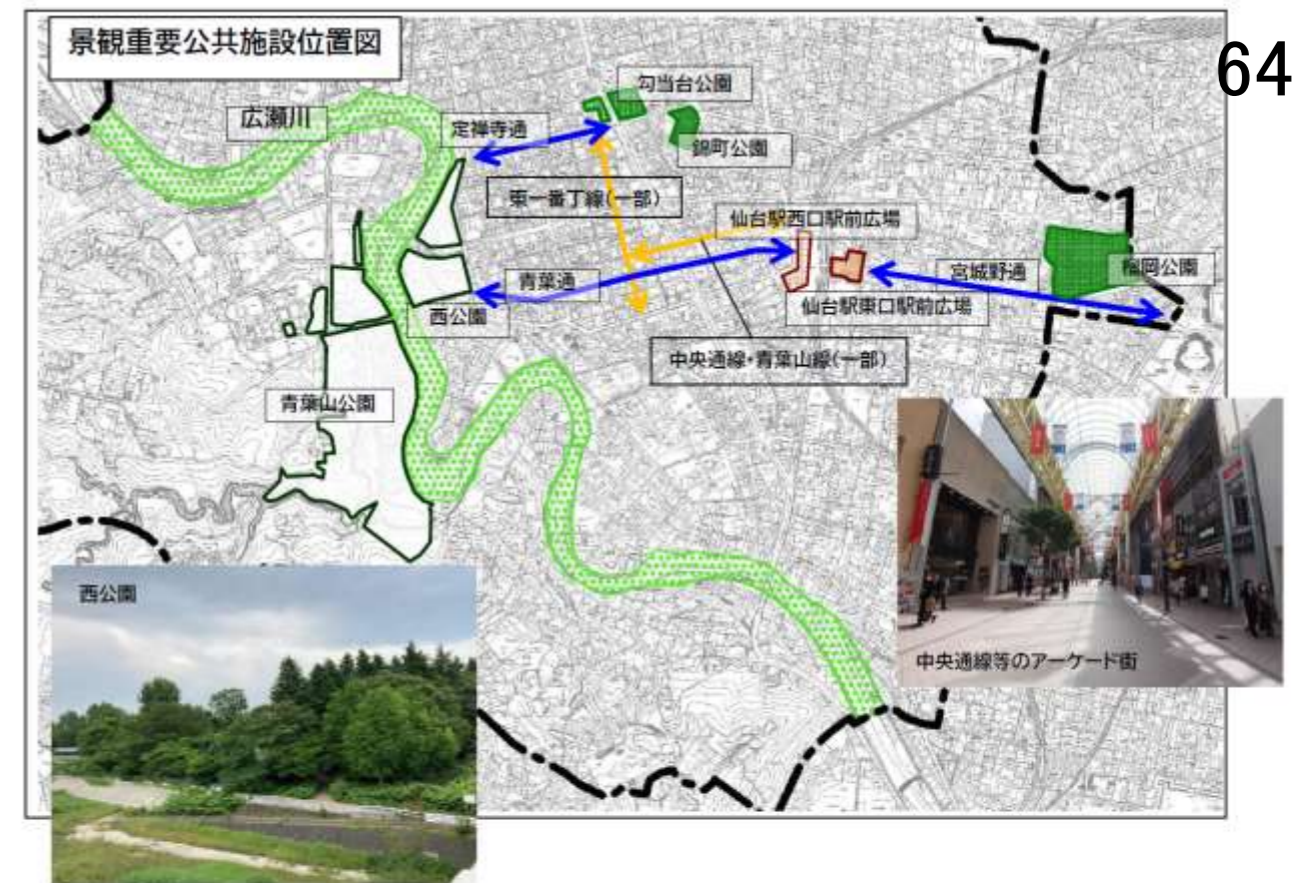 景観重要公共施設位置図
64
勾当台公園
広瀬川
定禅寺通
錦町公園
東一番丁線(一部)
仙台駅西口駅前広場
宮城野通
榴岡公園
青葉通
仙台駅東口駅前広場
西公園
中央通線・青葉山線(一部)
青葉山公園
西公園
中央通線等のアーケード街